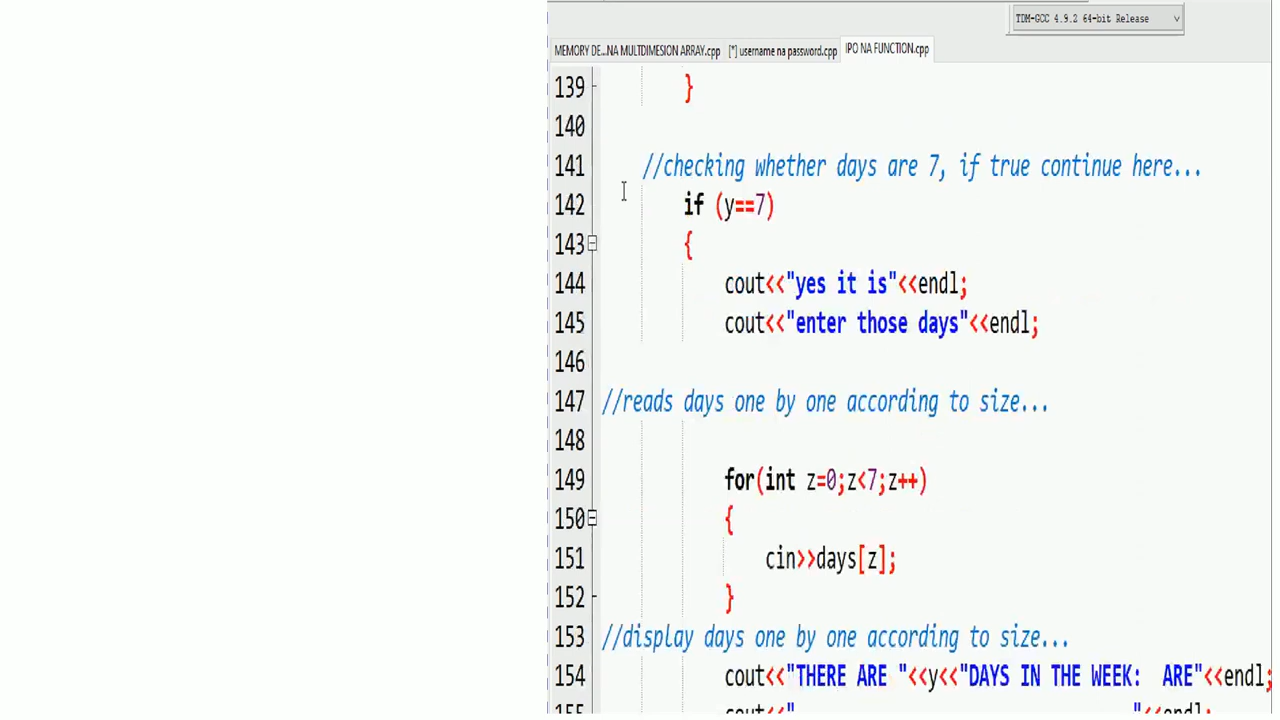 TDM-GCC 4.9.2 64-bit Release
MEMORY DE...NA MULTDIMESION ARRAY.cpp [*] username na password.cpp IPO NA FUNCTION.cpp
139 }
140
141 //checking whether days are 7, if true continue here...
142 if (y==7)
143 {
144 cout<<"yes it is"<<endl;
145 cout<<"enter those days"<<endl;
146
147 //reads days one by one according to size...
148
149 for(int z=0;z<7;z++)
150 {
151 cin>>days[z];
152 }
153 //display days one by one according to size...
154 cout<<"THERE ARE "<<y<<"DAYS IN THE WEEK:  ARE"<<endl;
155 cout<<" "<<endl;